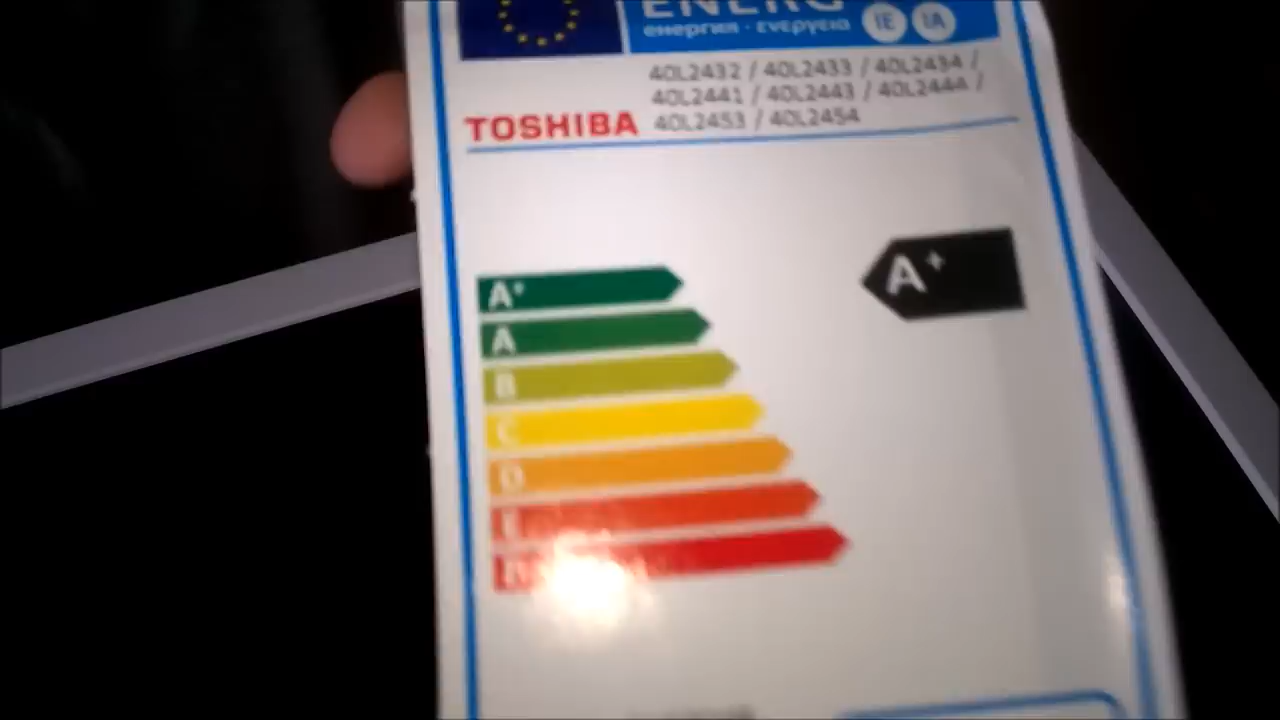 ENERG
енергия · ενεργεια
IE IA
40L2432 / 40L2433 / 40L2434 /
40L2441 / 40L2443 / 40L2444 /
TOSHIBA 40L2453 / 40L2454
A+
A+
A
B
C
D
E